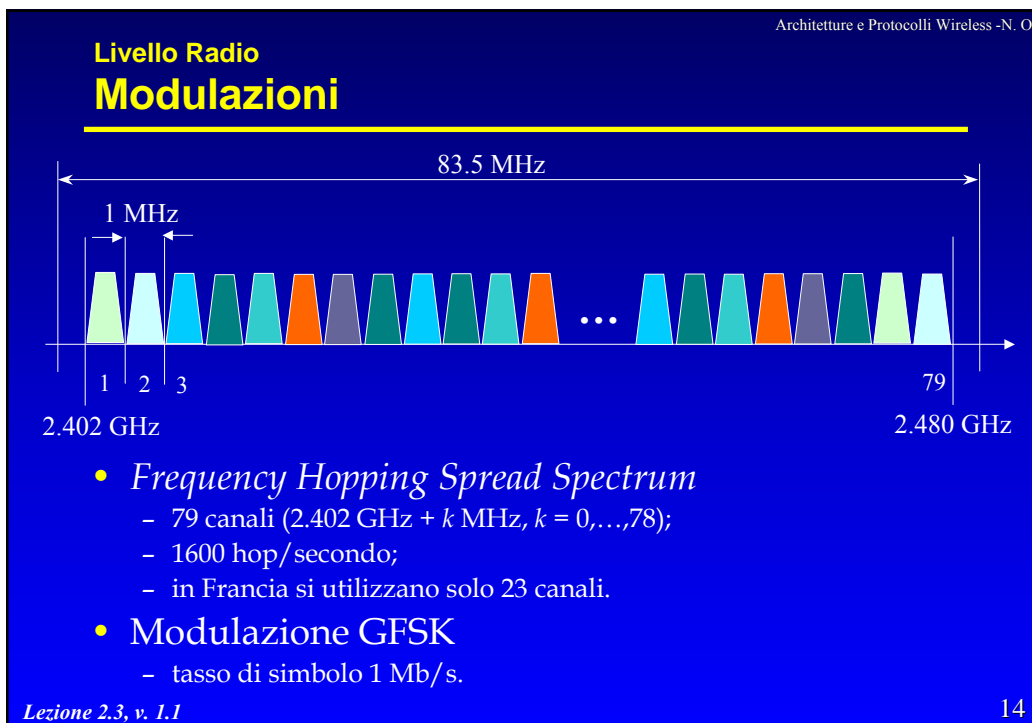 Architetture e Protocolli Wireless -N. O
Livello Radio
Modulazioni
83.5 MHz
1 MHz
...
1 2 3 79
2.402 GHz 2.480 GHz
• Frequency Hopping Spread Spectrum
– 79 canali (2.402 GHz + k MHz, k = 0,…,78);
– 1600 hop/secondo;
– in Francia si utilizzano solo 23 canali.
• Modulazione GFSK
– tasso di simbolo 1 Mb/s.
Lezione 2.3, v. 1.1 14